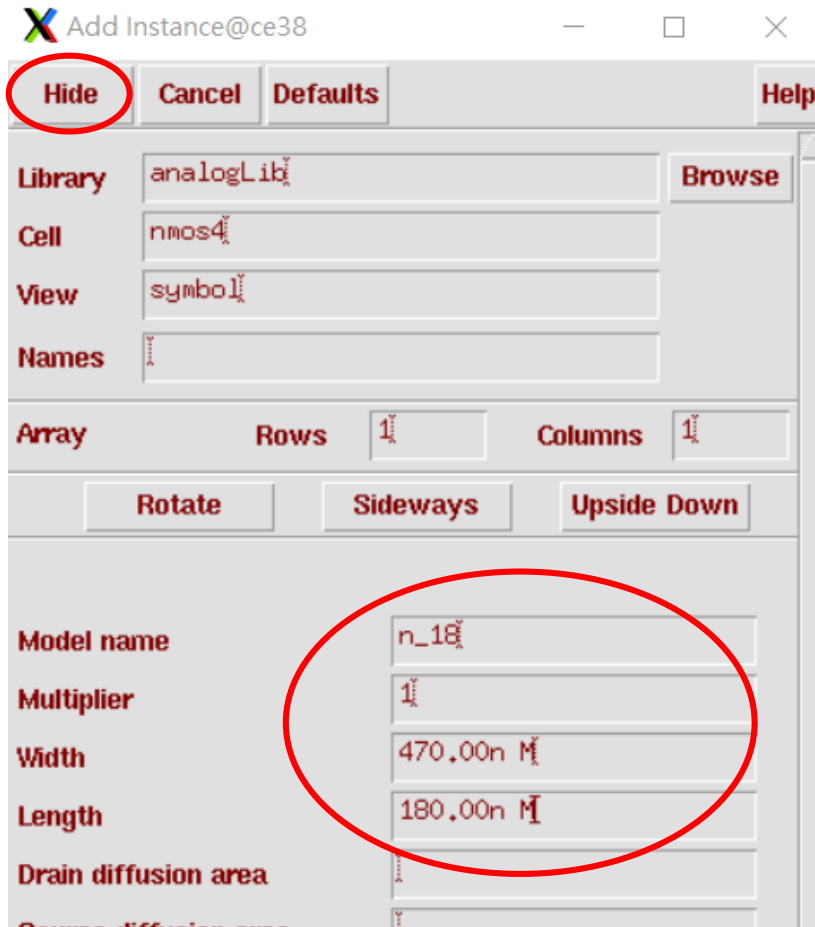 Add Instance@ce38
Hide Cancel Defaults Help
Library analogLib Browse
Cell nmos4
View symbol
Names
Array Rows 1 Columns 1
Rotate Sideways Upside Down
Model name n_18
Multiplier 1
Width 470.00n M
Length 180.00n M
Drain diffusion area